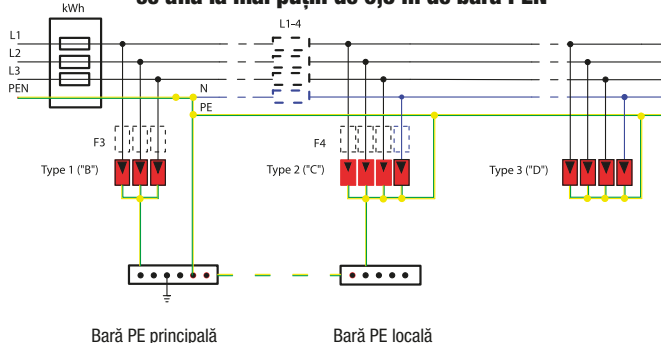 se află la mai puțin de 0,5 m de bara PEN
kWh
L1-4
L1
L2
L3
PEN
N
PE
F3
F4
Type 1 ("B")
Type 2 ("C")
Type 3 ("D")
Bară PE principală
Bară PE locală